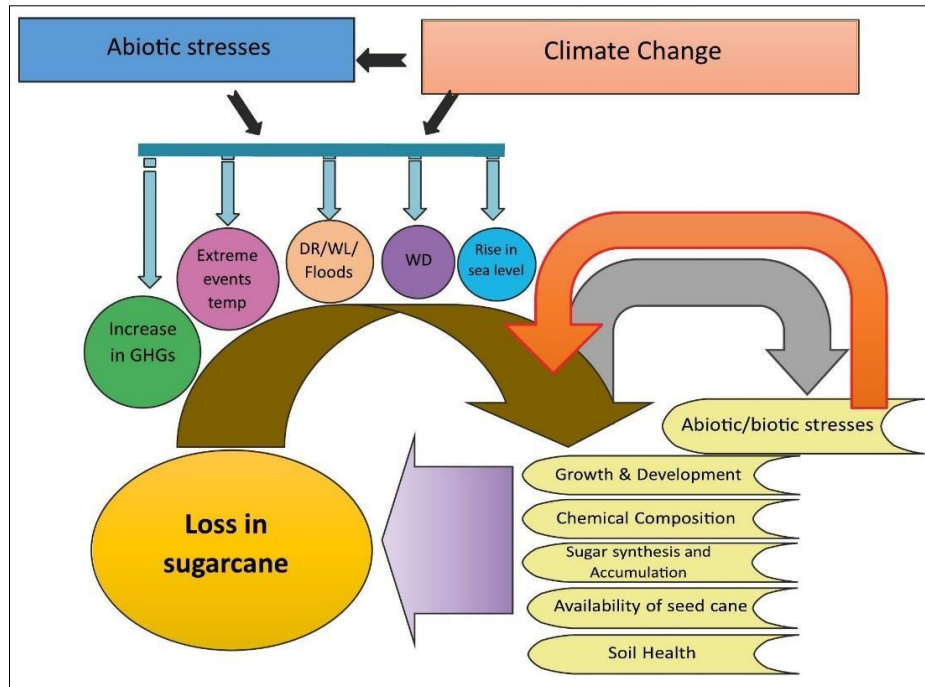 Abiotic stresses
Climate Change
Increase
in GHGs
Extreme
events
temp
DR/WL/
Floods
WD
Rise in
sea level
Abiotic/biotic stresses
Growth & Development
Chemical Composition
Sugar synthesis and
Accumulation
Availability of seed cane
Soil Health
Loss in
sugarcane